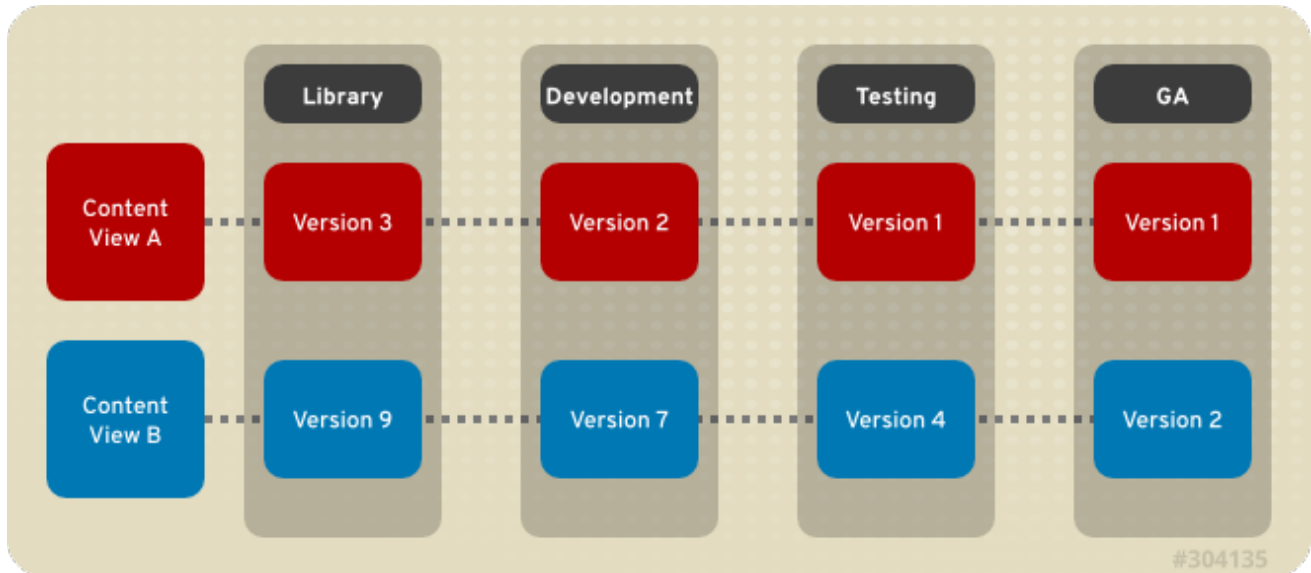 Library
Development
Testing
GA
Content
View A
Version 3
Version 2
Version 1
Version 1
Content
View B
Version 9
Version 7
Version 4
Version 2
#304135